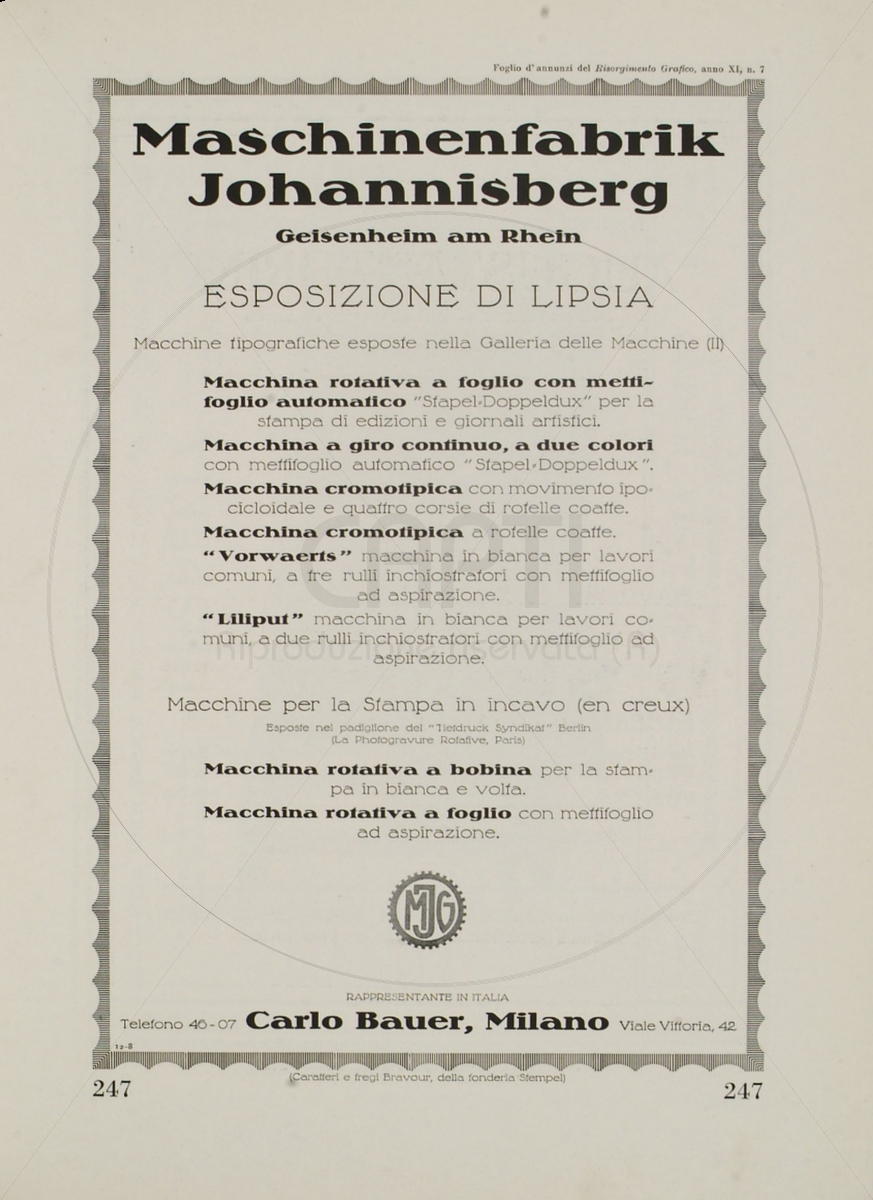 Foglio d'annunzi del Risorgimento Grafico, anno XI, n. 7
Maschinenfabrik
Johannisberg
Geisenheim am Rhein
ESPOSIZIONE DI LIPSIA
Macchine tipografiche esposte nella Galleria delle Macchine (II)
Macchina rotativa a foglio con metti-
foglio automatico "Stapel-Doppeldux" per la
stampa di edizioni e giornali artistici.
Macchina a giro continuo, a due colori
con mettifoglio automatico "Stapel-Doppeldux".
Macchina cromotipica con movimento ipo-
cicloidale e quattro corsie di rotelle coatte.
Macchina cromotipica a rotelle coatte.
"Vorwaerts" macchina in bianca per lavori
comuni, a tre rulli inchiostratori con mettifoglio
ad aspirazione.
"Liliput" macchina in bianca per lavori co-
muni, a due rulli inchiostratori con mettifoglio ad
aspirazione.
riproduzione riservata (n)
Macchine per la Stampa in incavo (en creux)
Esposte nel padiglione del "Tiefdruck Syndikat" Berlin
(La Photogravure Rotative, Paris)
Macchina rotativa a bobina per la stam-
pa in bianca e volta.
Macchina rotativa a foglio con mettifoglio
ad aspirazione.
MJG
RAPPRESENTANTE IN ITALIA
Telefono 46-07 Carlo Bauer, Milano Viale Vittoria, 42
12-8
(Caratteri e fregi Bravour, della fonderia Stempel)
247 247